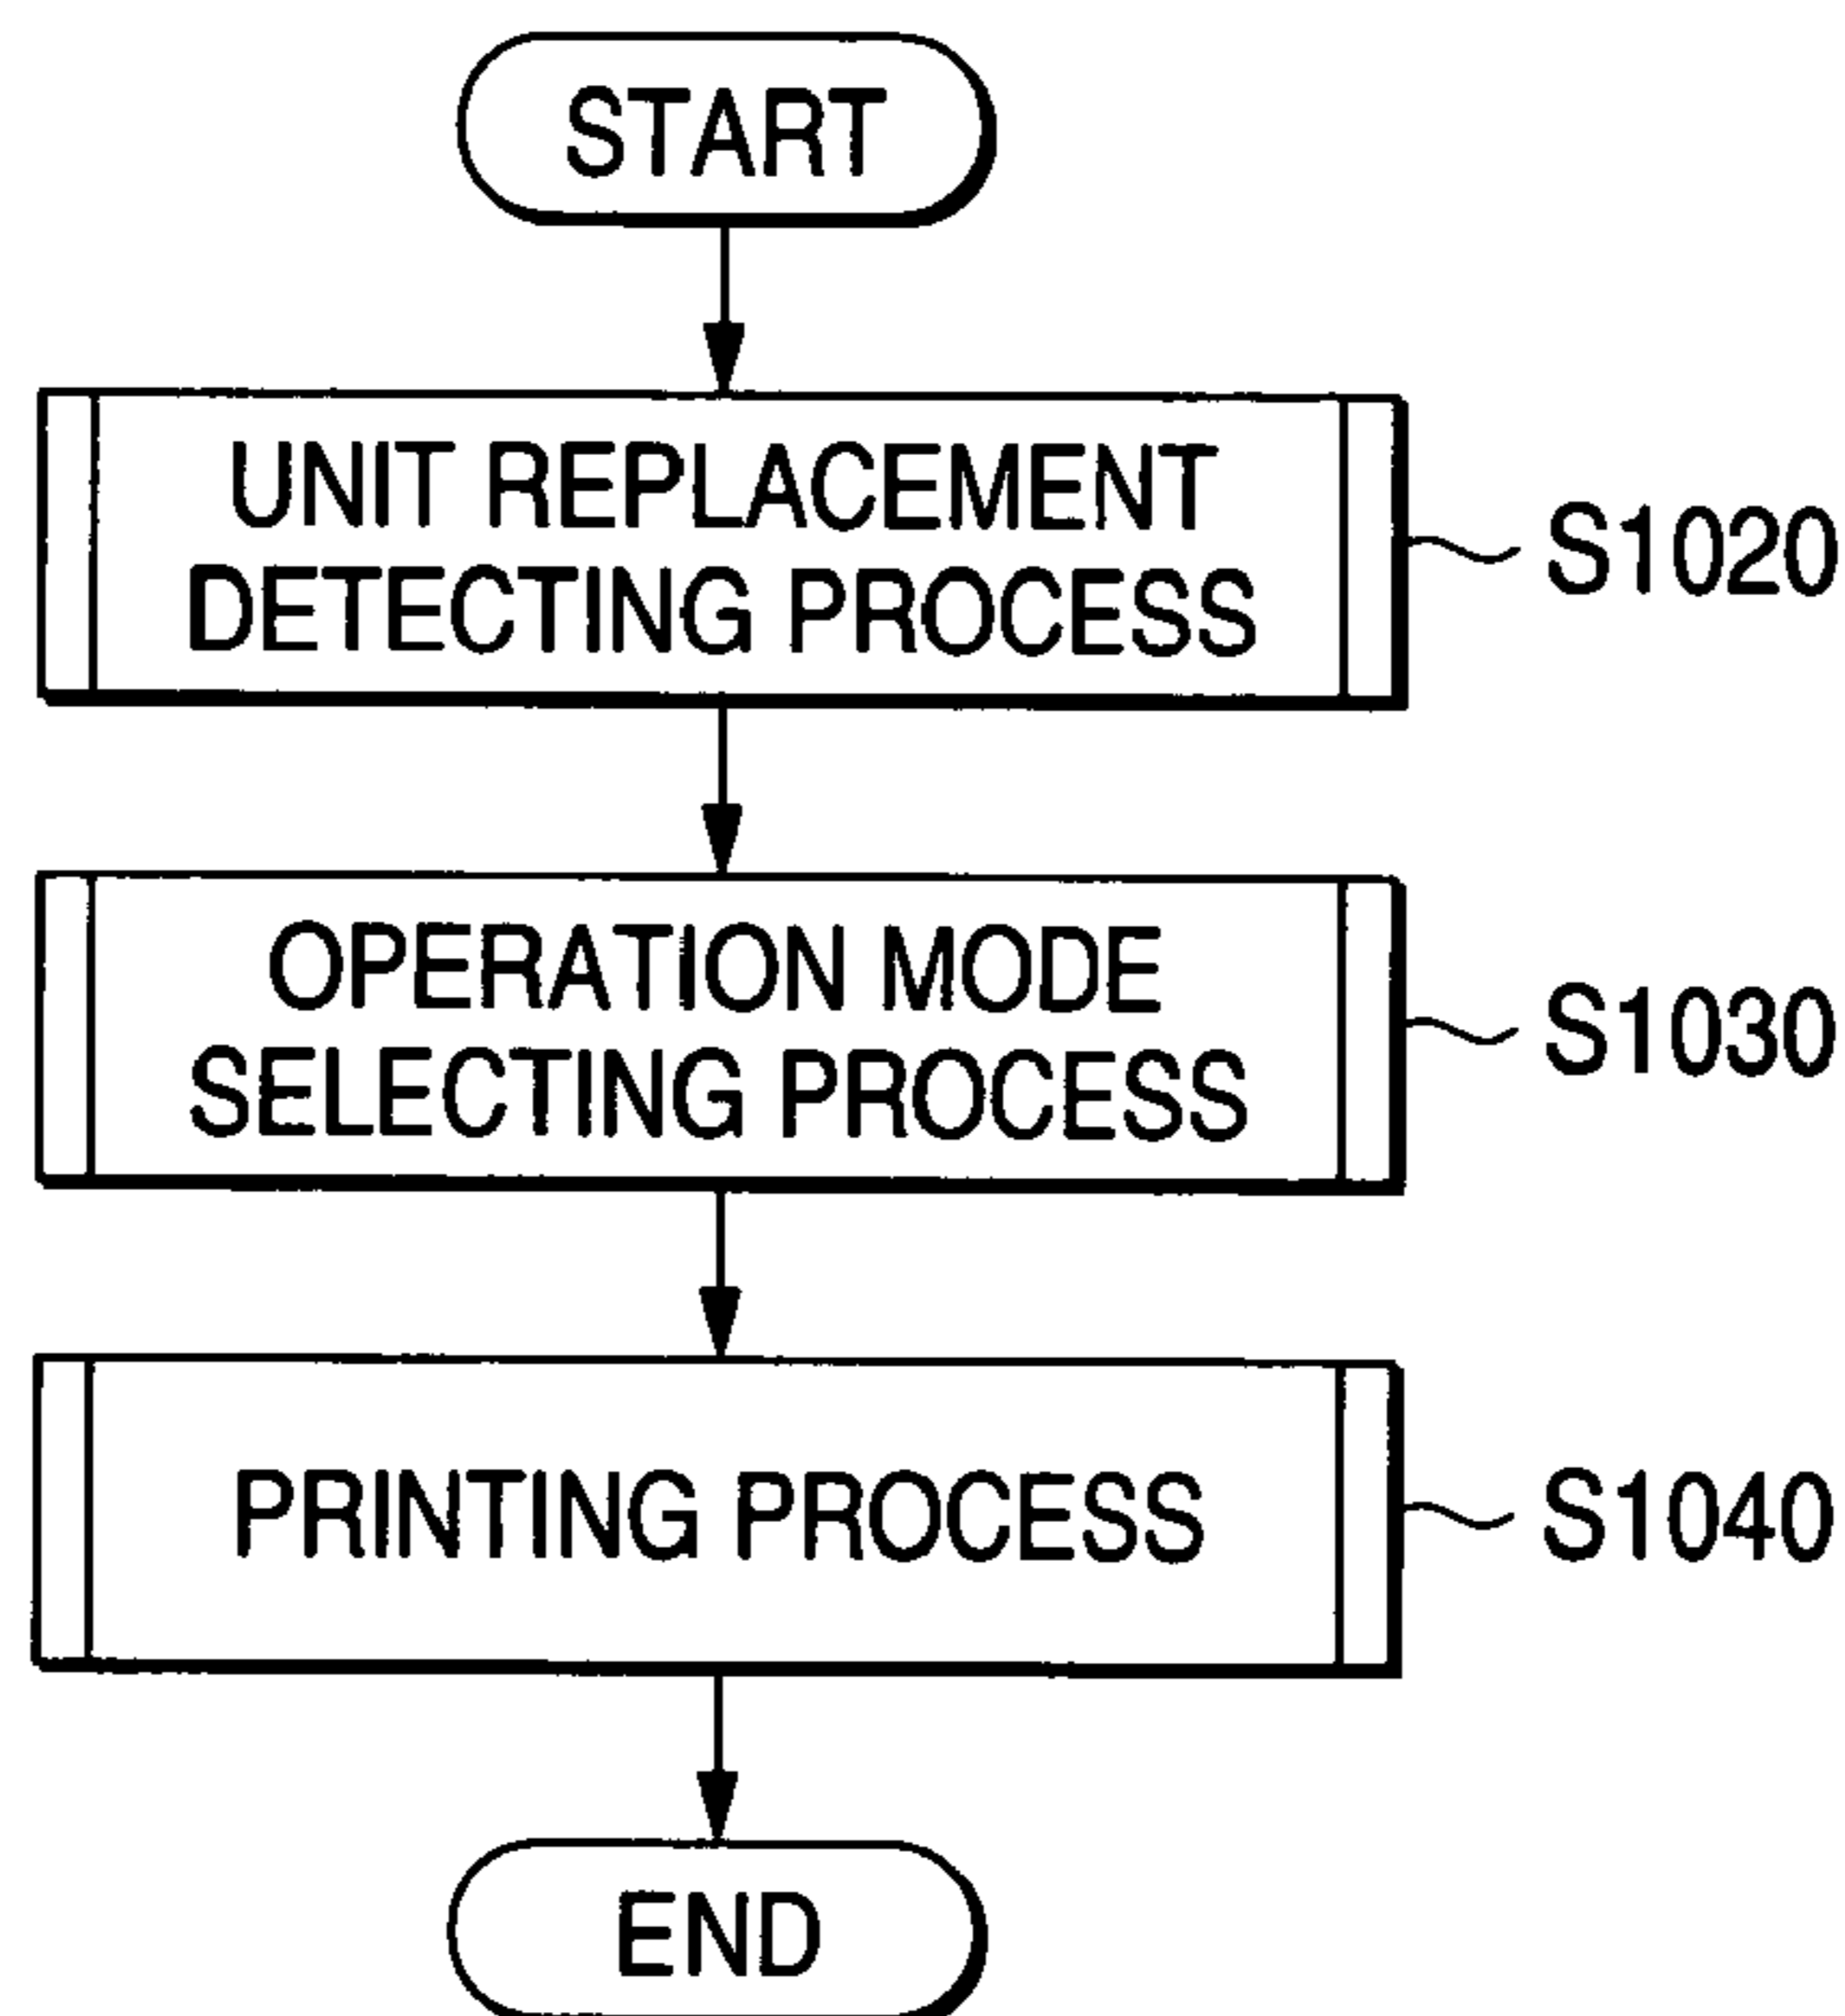 START
UNIT REPLACEMENT
DETECTING PROCESS
S1020
OPERATION MODE
SELECTING PROCESS
S1030
PRINTING PROCESS
S1040
END